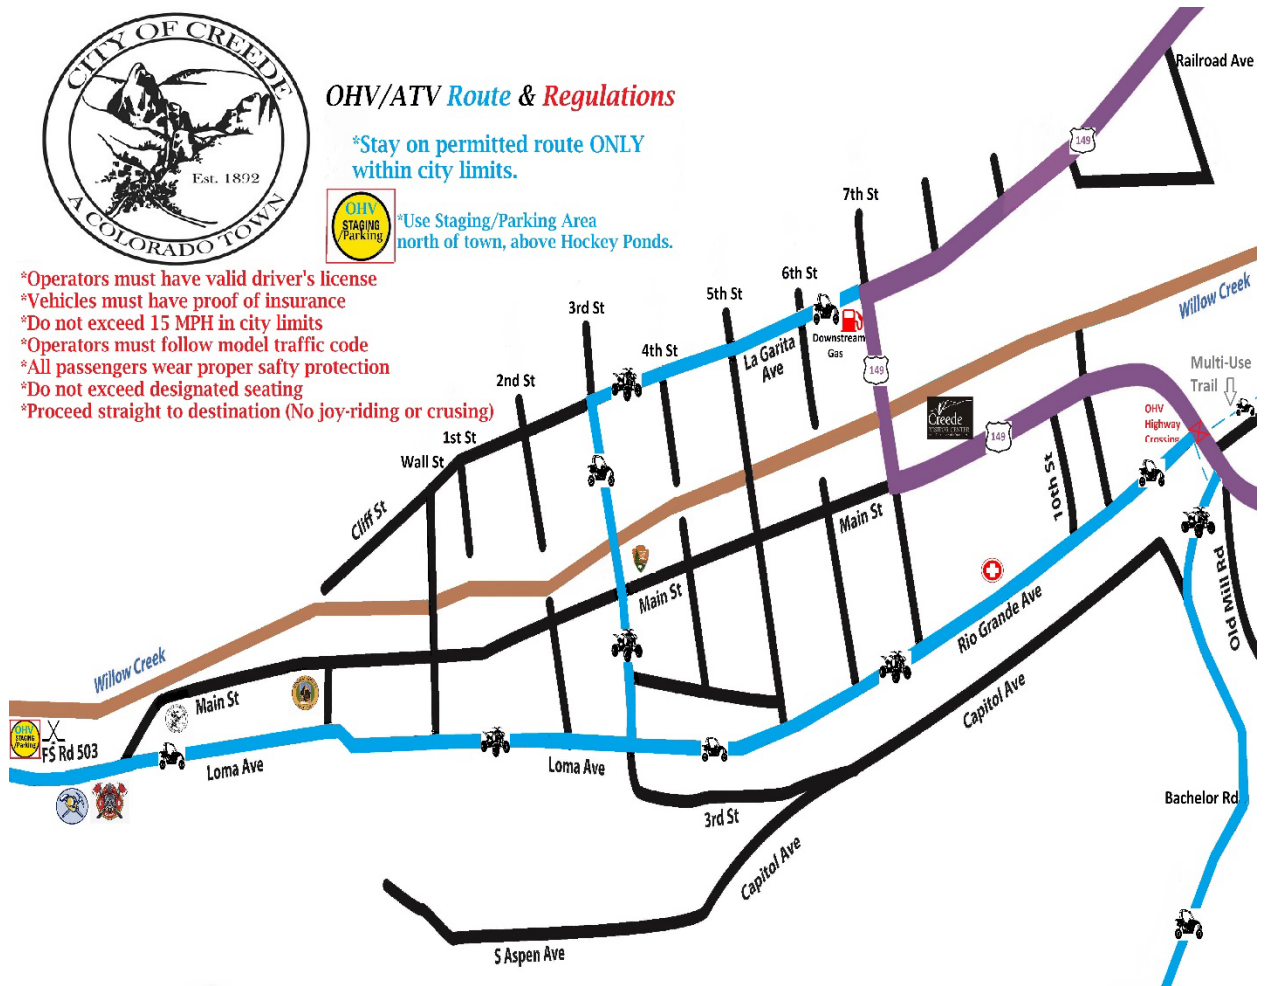 CITY OF CREEDE
Est. 1892
A COLORADO TOWN
OHV/ATV Route & Regulations
*Stay on permitted route ONLY
within city limits.
OHV
STAGING
/Parking
*Use Staging/Parking Area
north of town, above Hockey Ponds.
*Operators must have valid driver's license
*Vehicles must have proof of insurance
*Do not exceed 15 MPH in city limits
*Operators must follow model traffic code
*All passengers wear proper safty protection
*Do not exceed designated seating
*Proceed straight to destination (No joy-riding or crusing)
Railroad Ave
149
7th St
6th St
5th St
3rd St
4th St
2nd St
1st St
Wall St
Cliff St
La Garita
Ave
Downstream
Gas
149
Willow Creek
Multi-Use
Trail
OHV
Highway
Crossing
Creede
149
10th St
Main St
Main St
Old Mill Rd
Rio Grande Ave
Capitol Ave
Willow Creek
Main St
OHV
STAGING
/Parking
FS Rd 503
Loma Ave
Loma Ave
3rd St
Bachelor Rd
Capitol Ave
S Aspen Ave